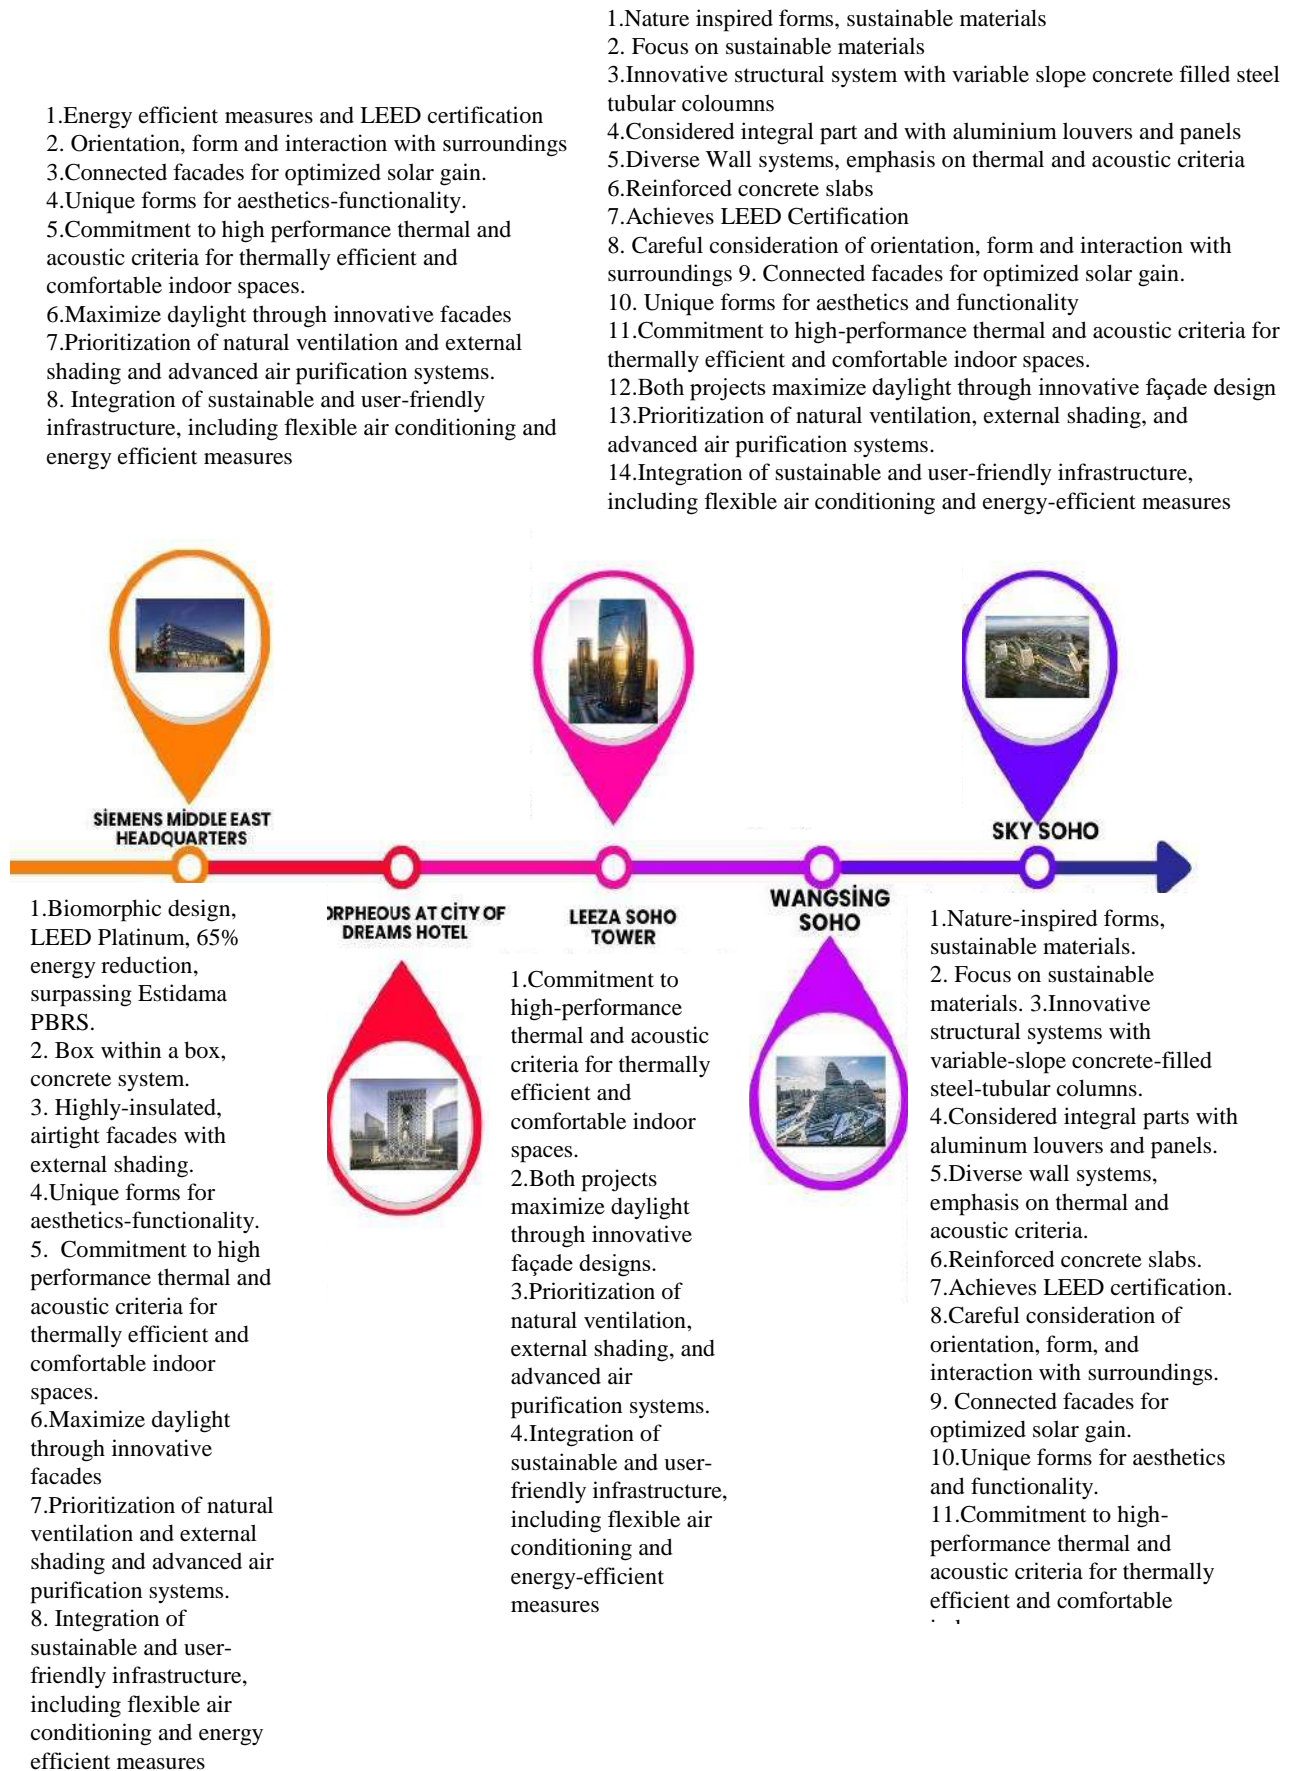 1.Energy efficient measures and LEED certification
2. Orientation, form and interaction with surroundings
3.Connected facades for optimized solar gain.
4.Unique forms for aesthetics-functionality.
5.Commitment to high performance thermal and
acoustic criteria for thermally efficient and
comfortable indoor spaces.
6.Maximize daylight through innovative facades
7.Prioritization of natural ventilation and external
shading and advanced air purification systems.
8. Integration of sustainable and user-friendly
infrastructure, including flexible air conditioning and
energy efficient measures
1.Nature inspired forms, sustainable materials
2. Focus on sustainable materials
3.Innovative structural system with variable slope concrete filled steel
tubular coloumns
4.Considered integral part and with aluminium louvers and panels
5.Diverse Wall systems, emphasis on thermal and acoustic criteria
6.Reinforced concrete slabs
7.Achieves LEED Certification
8. Careful consideration of orientation, form and interaction with
surroundings 9. Connected facades for optimized solar gain.
10. Unique forms for aesthetics and functionality
11.Commitment to high-performance thermal and acoustic criteria for
thermally efficient and comfortable indoor spaces.
12.Both projects maximize daylight through innovative façade design
13.Prioritization of natural ventilation, external shading, and
advanced air purification systems.
14.Integration of sustainable and user-friendly infrastructure,
including flexible air conditioning and energy-efficient measures
SİEMENS MİDDLE EAST
HEADQUARTERS
SKY SOHO
ORPHEOUS AT CİTY OF
DREAMS HOTEL
LEEZA SOHO
TOWER
WANGSİNG
SOHO
1.Biomorphic design,
LEED Platinum, 65%
energy reduction,
surpassing Estidama
PBRS.
2. Box within a box,
concrete system.
3. Highly-insulated,
airtight facades with
external shading.
4.Unique forms for
aesthetics-functionality.
5. Commitment to high
performance thermal and
acoustic criteria for
thermally efficient and
comfortable indoor
spaces.
6.Maximize daylight
through innovative
facades
7.Prioritization of natural
ventilation and external
shading and advanced air
purification systems.
8. Integration of
sustainable and user-
friendly infrastructure,
including flexible air
conditioning and energy
efficient measures
1.Commitment to
high-performance
thermal and acoustic
criteria for thermally
efficient and
comfortable indoor
spaces.
2.Both projects
maximize daylight
through innovative
façade designs.
3.Prioritization of
natural ventilation,
external shading, and
advanced air
purification systems.
4.Integration of
sustainable and user-
friendly infrastructure,
including flexible air
conditioning and
energy-efficient
measures
1.Nature-inspired forms,
sustainable materials.
2. Focus on sustainable
materials. 3.Innovative
structural systems with
variable-slope concrete-filled
steel-tubular columns.
4.Considered integral parts with
aluminum louvers and panels.
5.Diverse wall systems,
emphasis on thermal and
acoustic criteria.
6.Reinforced concrete slabs.
7.Achieves LEED certification.
8.Careful consideration of
orientation, form, and
interaction with surroundings.
9. Connected facades for
optimized solar gain.
10.Unique forms for aesthetics
and functionality.
11.Commitment to high-
performance thermal and
acoustic criteria for thermally
efficient and comfortable